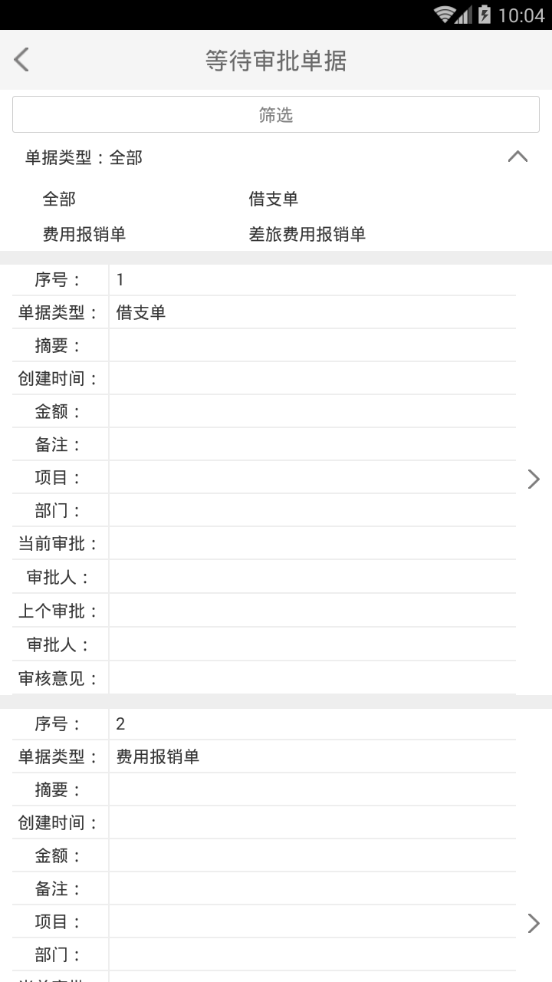 10:04
等待审批单据
筛选
单据类型：全部
全部 借支单
费用报销单 差旅费用报销单
序号： 1
单据类型： 借支单
摘要：
创建时间：
金额：
备注：
项目：
部门：
当前审批：
审批人：
上个审批：
审批人：
审核意见：
序号： 2
单据类型： 费用报销单
摘要：
创建时间：
金额：
备注：
项目：
部门：